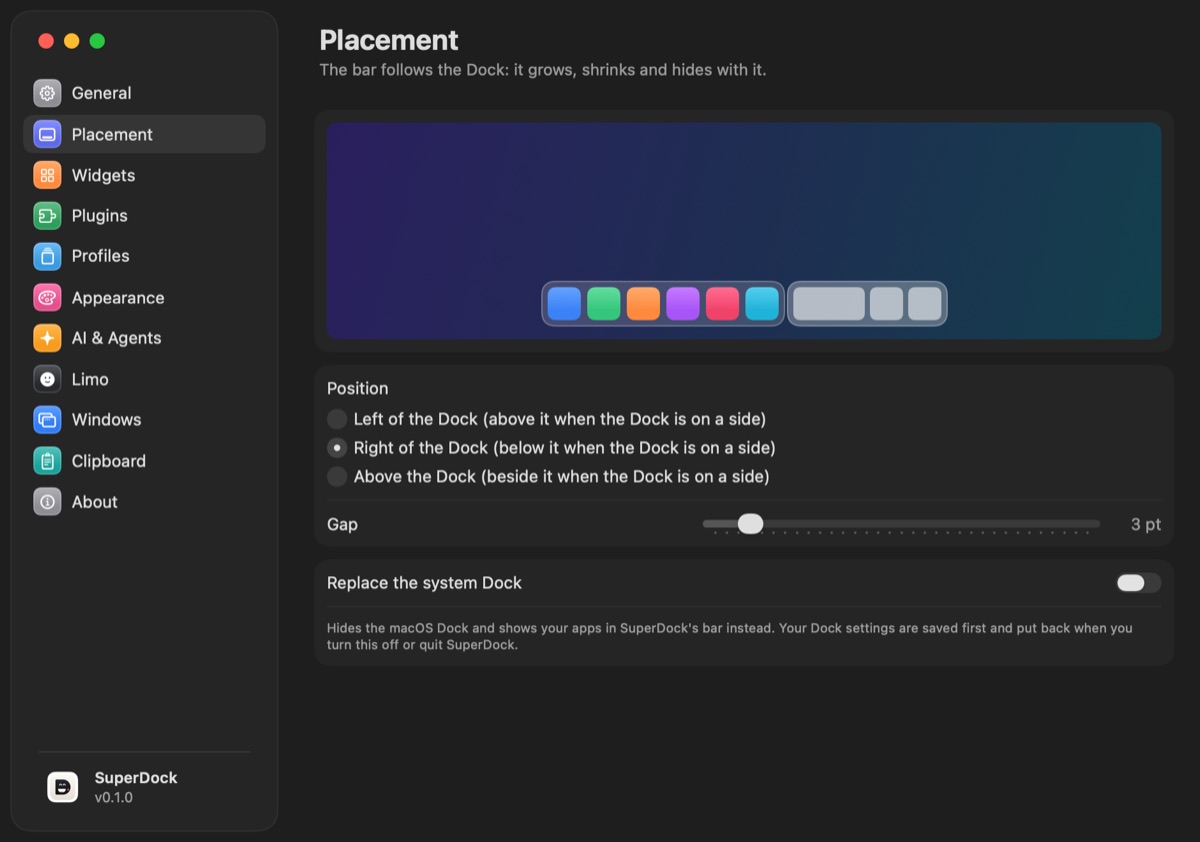 General
Placement
Widgets
Plugins
Profiles
Appearance
AI & Agents
Limo
Windows
Clipboard
About
SuperDock
v0.1.0
Placement
The bar follows the Dock: it grows, shrinks and hides with it.
Position
Left of the Dock (above it when the Dock is on a side)
Right of the Dock (below it when the Dock is on a side)
Above the Dock (beside it when the Dock is on a side)
Gap
3 pt
Replace the system Dock
Hides the macOS Dock and shows your apps in SuperDock's bar instead. Your Dock settings are saved first and put back when you
turn this off or quit SuperDock.